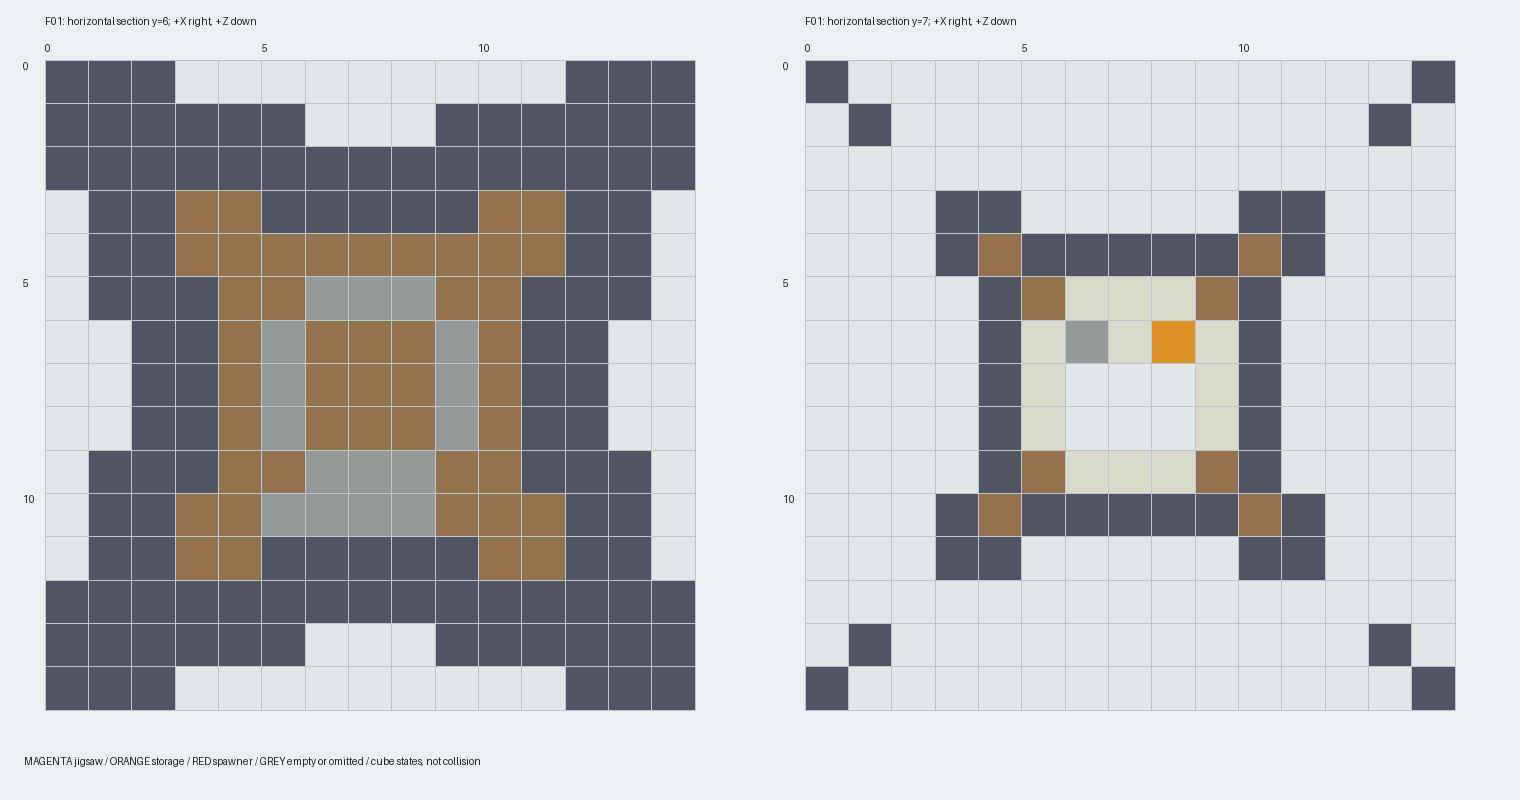 F01: horizontal section y=6; +X right, +Z down
F01: horizontal section y=7; +X right, +Z down
0 5 10
0 5 10
0
0
5
5
10
10
MAGENTA jigsaw / ORANGE storage / RED spawner / GREY empty or omitted / cube states, not collision